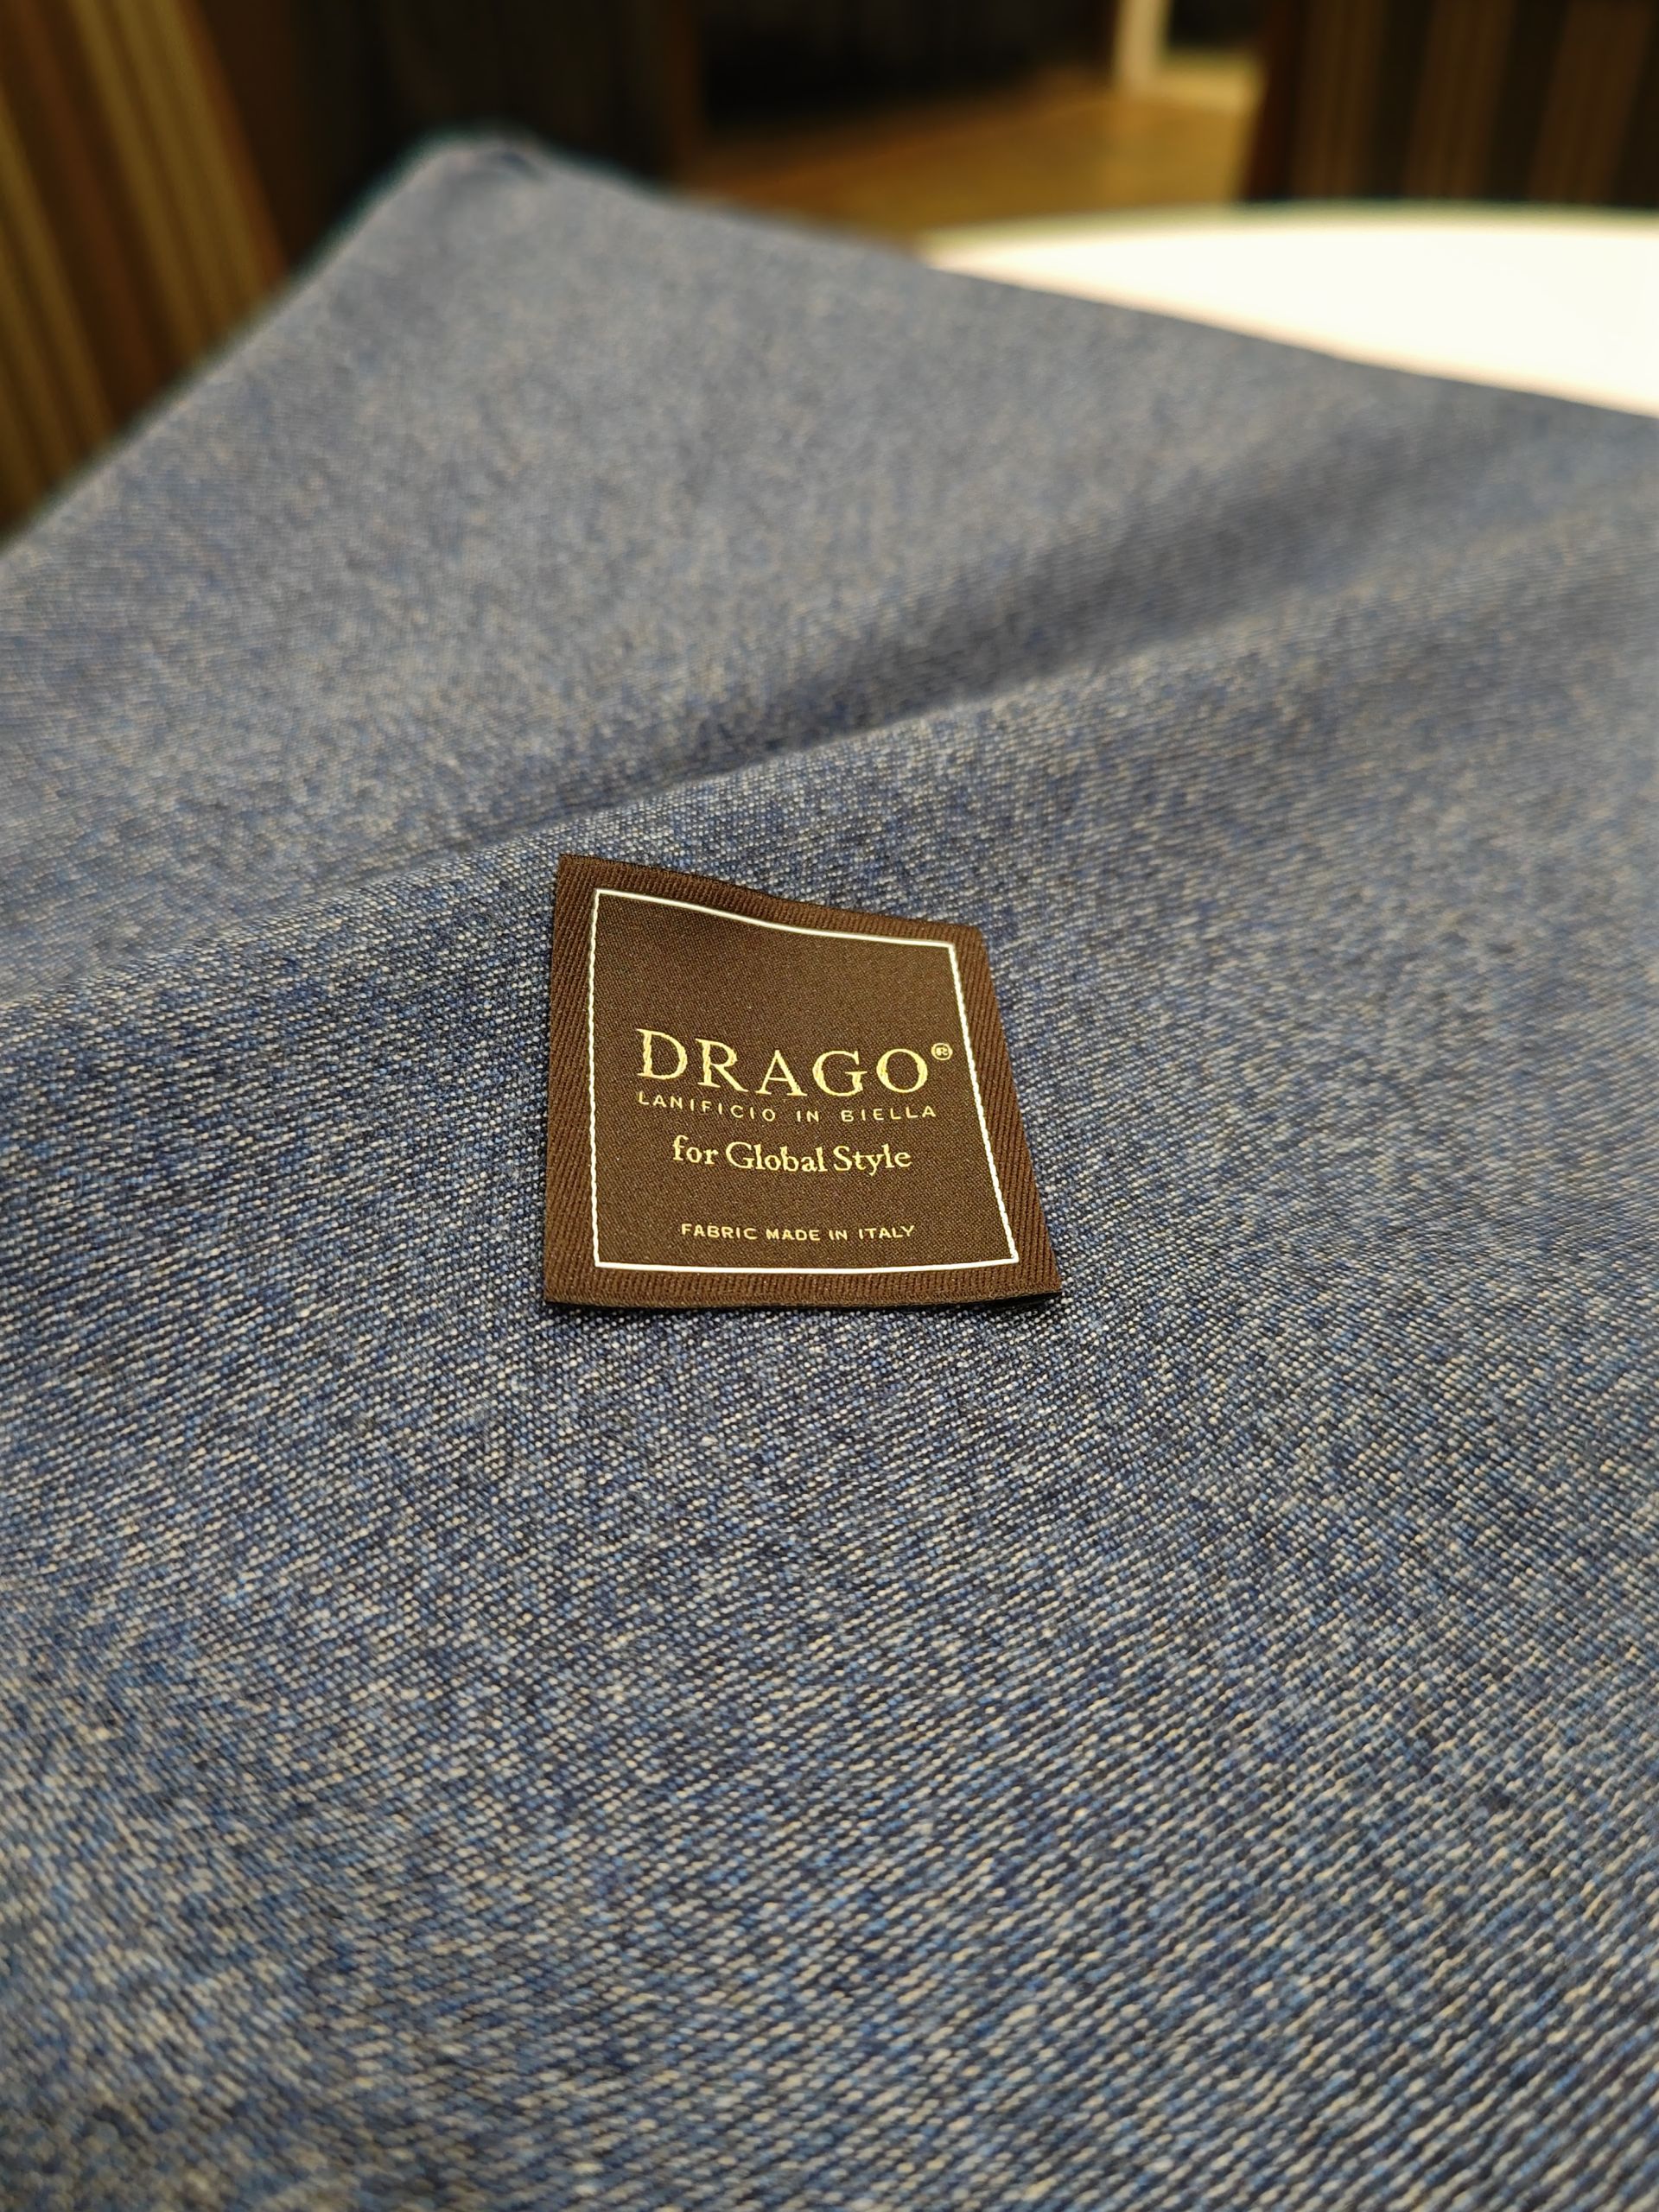 DRAGO®
LANIFICIO IN BIELLA
for Global Style
FABRIC MADE IN ITALY